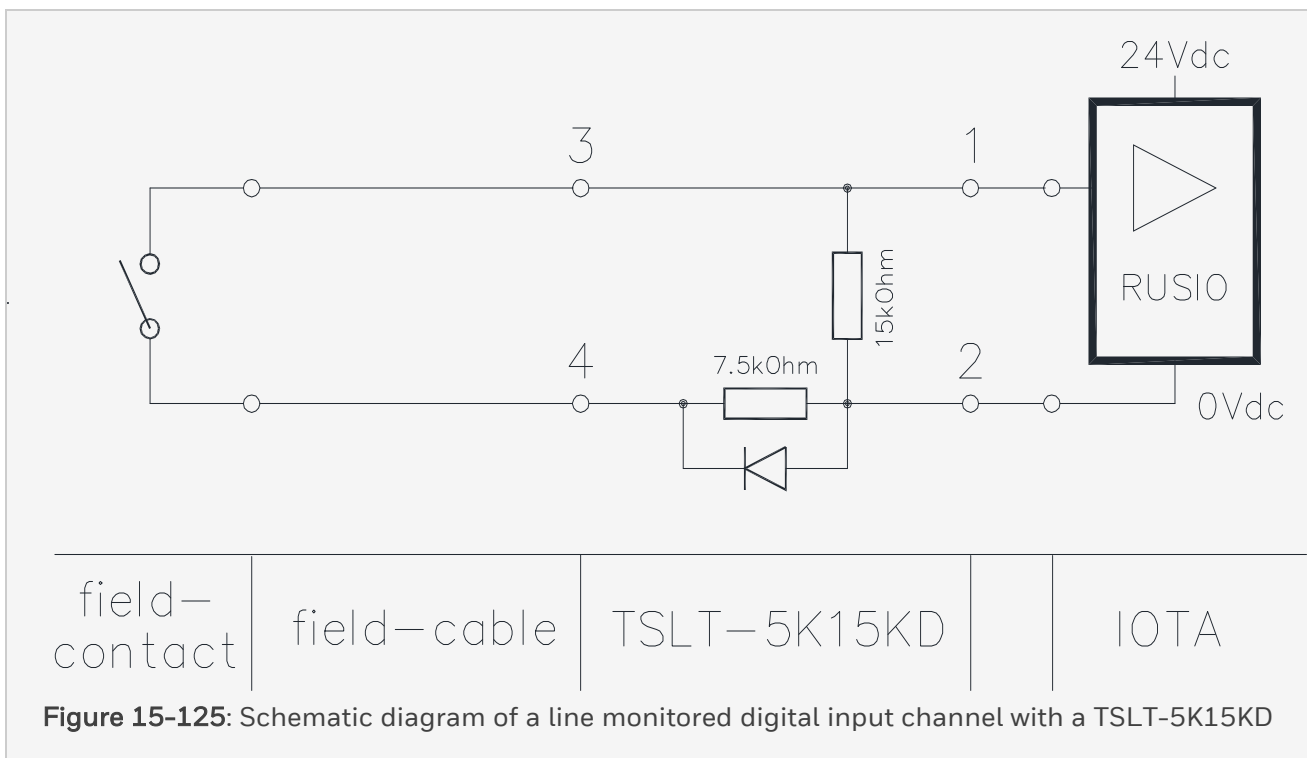 24Vdc
3
1
RUSIO
15kOhm
4
7.5kOhm
2
0Vdc
field-
contact
field-cable
TSLT-5K15KD
IOTA
Figure 15-125: Schematic diagram of a line monitored digital input channel with a TSLT-5K15KD